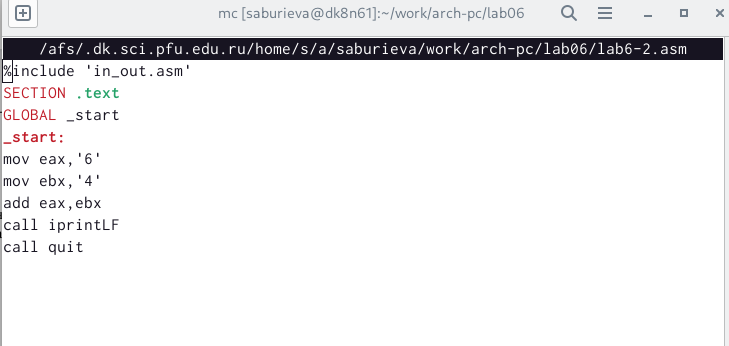 mc [saburieva@dk8n61]:~/work/arch-pc/lab06
/afs/.dk.sci.pfu.edu.ru/home/s/a/saburieva/work/arch-pc/lab06/lab6-2.asm
%include 'in_out.asm'
SECTION .text
GLOBAL _start
_start:
mov eax,'6'
mov ebx,'4'
add eax,ebx
call iprintLF
call quit